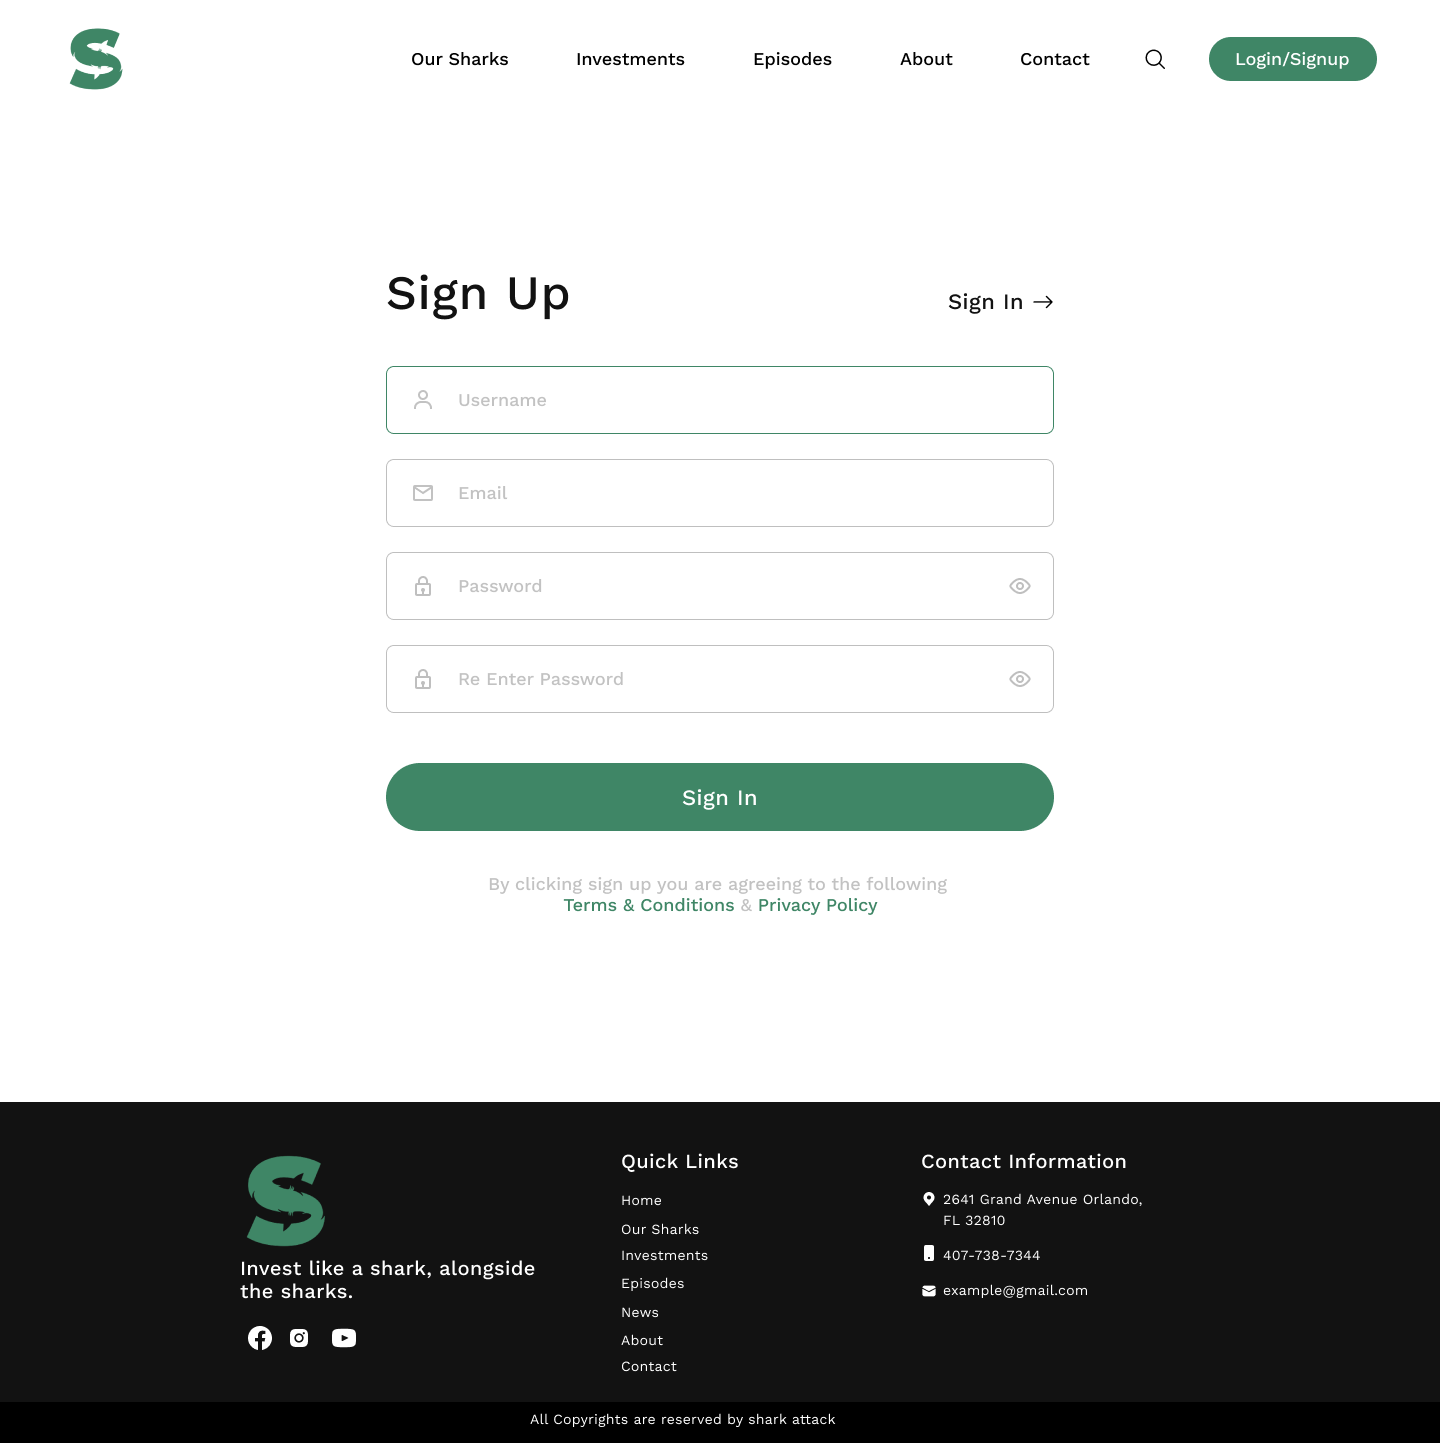 S
Our Sharks Investments Episodes About Contact Login/Signup
Sign Up
Sign In
Username
Email
Password
Re Enter Password
Sign In
By clicking sign up you are agreeing to the following
Terms & Conditions & Privacy Policy
S
Invest like a shark, alongside
the sharks.
Quick Links
Home
Our Sharks
Investments
Episodes
News
About
Contact
Contact Information
2641 Grand Avenue Orlando,
FL 32810
407-738-7344
example@gmail.com
All Copyrights are reserved by shark attack